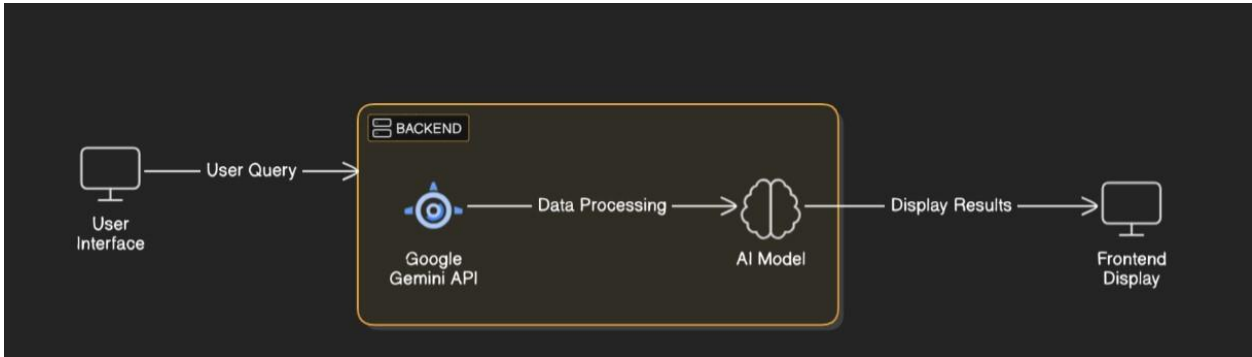 BACKEND
User Query
User
Interface
Google
Gemini API
Data Processing
AI Model
Display Results
Frontend
Display